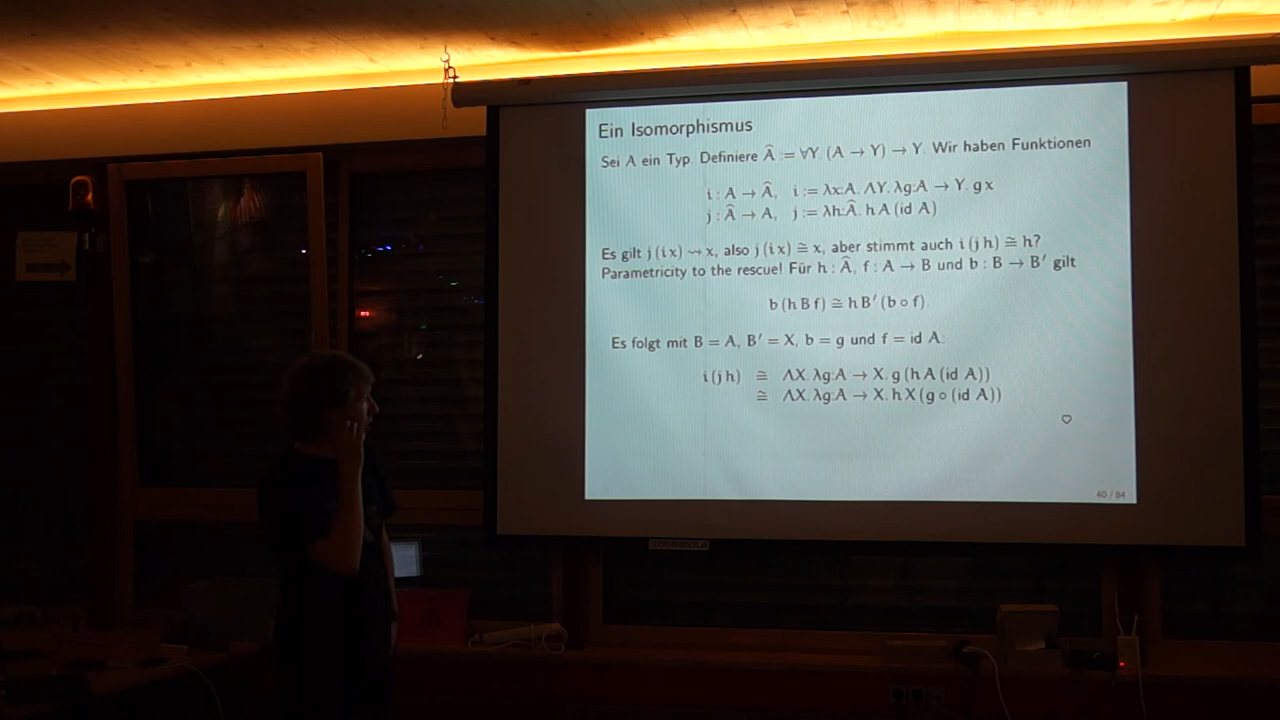 Ein Isomorphismus
Sei A ein Typ. Definiere Â := ∀Y. (A → Y) → Y. Wir haben Funktionen
i : A → Â, i := λx:A. ΛY. λg:A → Y. g x
j : Â → A, j := λh:Â. h A (id A)
Es gilt j (i x) ⇝ x, also j (i x) ≅ x, aber stimmt auch i (j h) ≅ h?
Parametricity to the rescue! Für h : Â, f : A → B und b : B → B′ gilt
b (h B f) ≅ h B′ (b ∘ f)
Es folgt mit B = A, B′ = X, b = g und f = id A:
i (j h) ≅ ΛX. λg:A → X. g (h A (id A))
≅ ΛX. λg:A → X. h X (g ∘ (id A))
♡
40 / 84